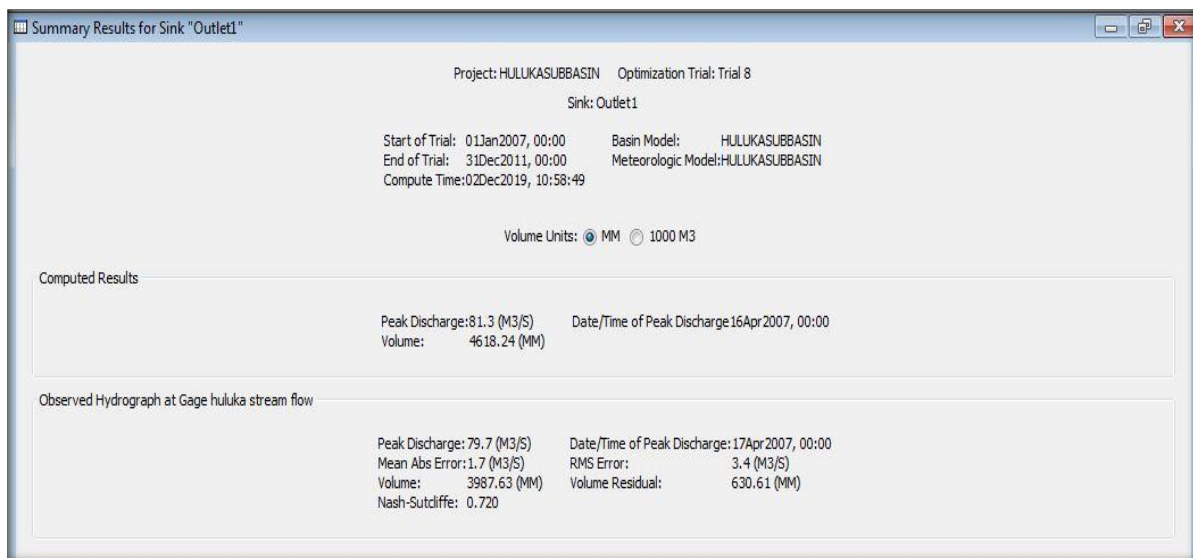 Summary Results for Sink "Outlet1"
Project: HULUKASUBBASIN Optimization Trial: Trial 8
Sink: Outlet1
Start of Trial: 01Jan2007, 00:00 Basin Model: HULUKASUBBASIN
End of Trial: 31Dec2011, 00:00 Meteorologic Model:HULUKASUBBASIN
Compute Time:02Dec2019, 10:58:49
Volume Units: MM 1000 M3
Computed Results
Peak Discharge:81.3 (M3/S) Date/Time of Peak Discharge16Apr2007, 00:00
Volume: 4618.24 (MM)
Observed Hydrograph at Gage huluka stream flow
Peak Discharge:79.7 (M3/S) Date/Time of Peak Discharge:17Apr2007, 00:00
Mean Abs Error:1.7 (M3/S) RMS Error: 3.4 (M3/S)
Volume: 3987.63 (MM) Volume Residual: 630.61 (MM)
Nash-Sutcliffe: 0.720